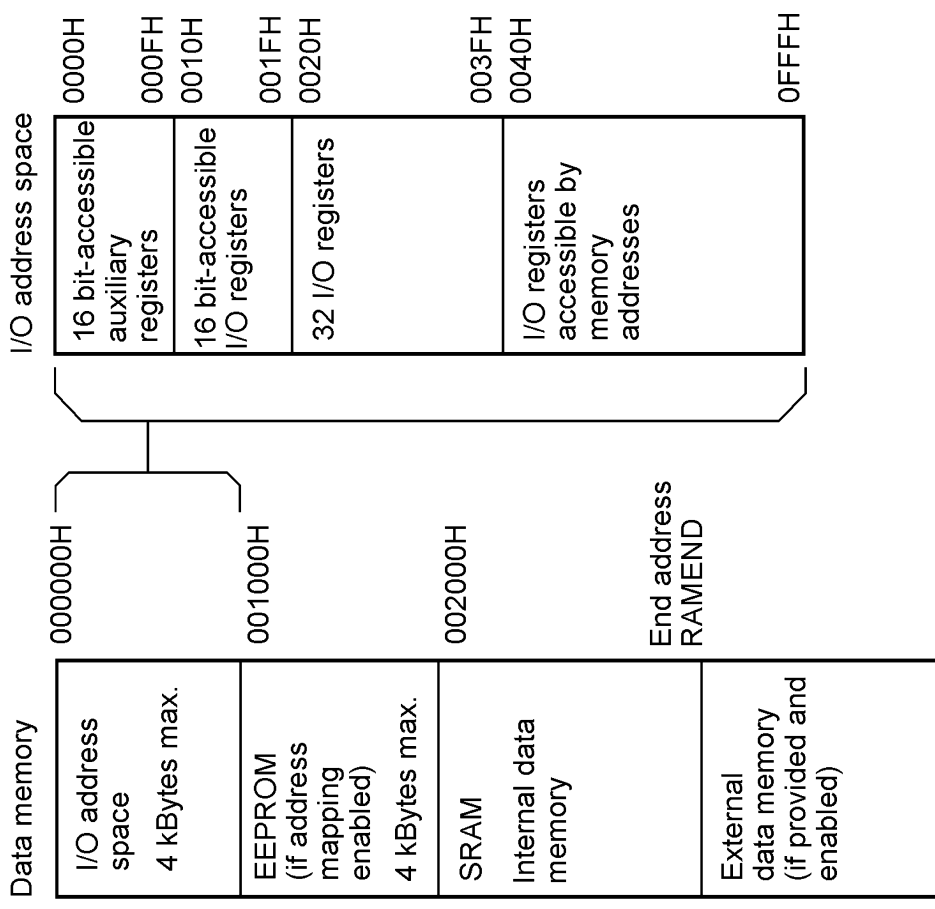 Data memory
I/O address
space
4 kBytes max.
EEPROM
(if address
mapping
enabled)
4 kBytes max.
SRAM
Internal data
memory
External
data memory
(if provided and
enabled)
000000H
001000H
002000H
End address
RAMEND
I/O address space
16 bit-accessible
auxiliary
registers
16 bit-accessible
I/O registers
32 I/O registers
I/O registers
accessible by
memory
addresses
0000H
000FH
0010H
001FH
0020H
003FH
0040H
0FFFH